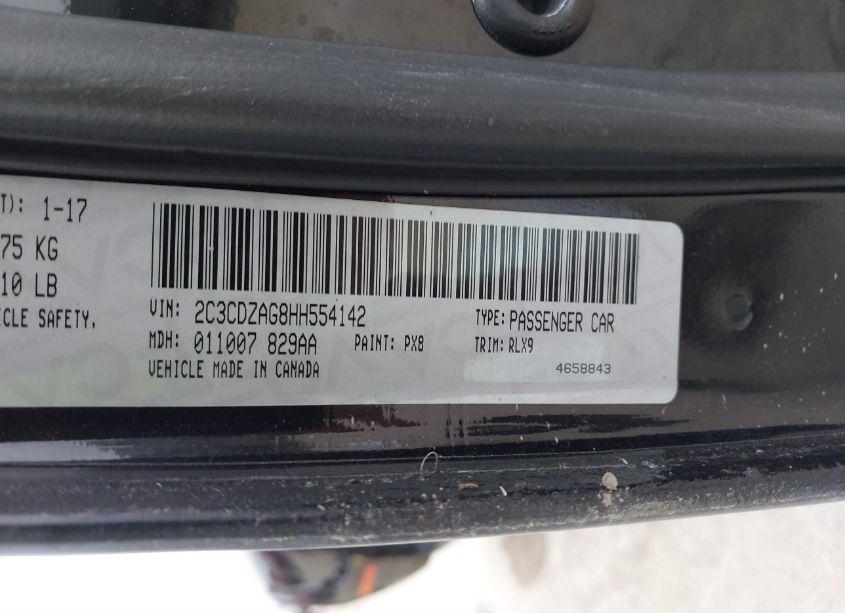 T): 1-17
75 KG
10 LB
CLE SAFETY,
VIN: 2C3CDZAG8HH554142 TYPE: PASSENGER CAR
MDH: 011007 829AA PAINT: PX8 TRIM: RLX9
VEHICLE MADE IN CANADA 4658843